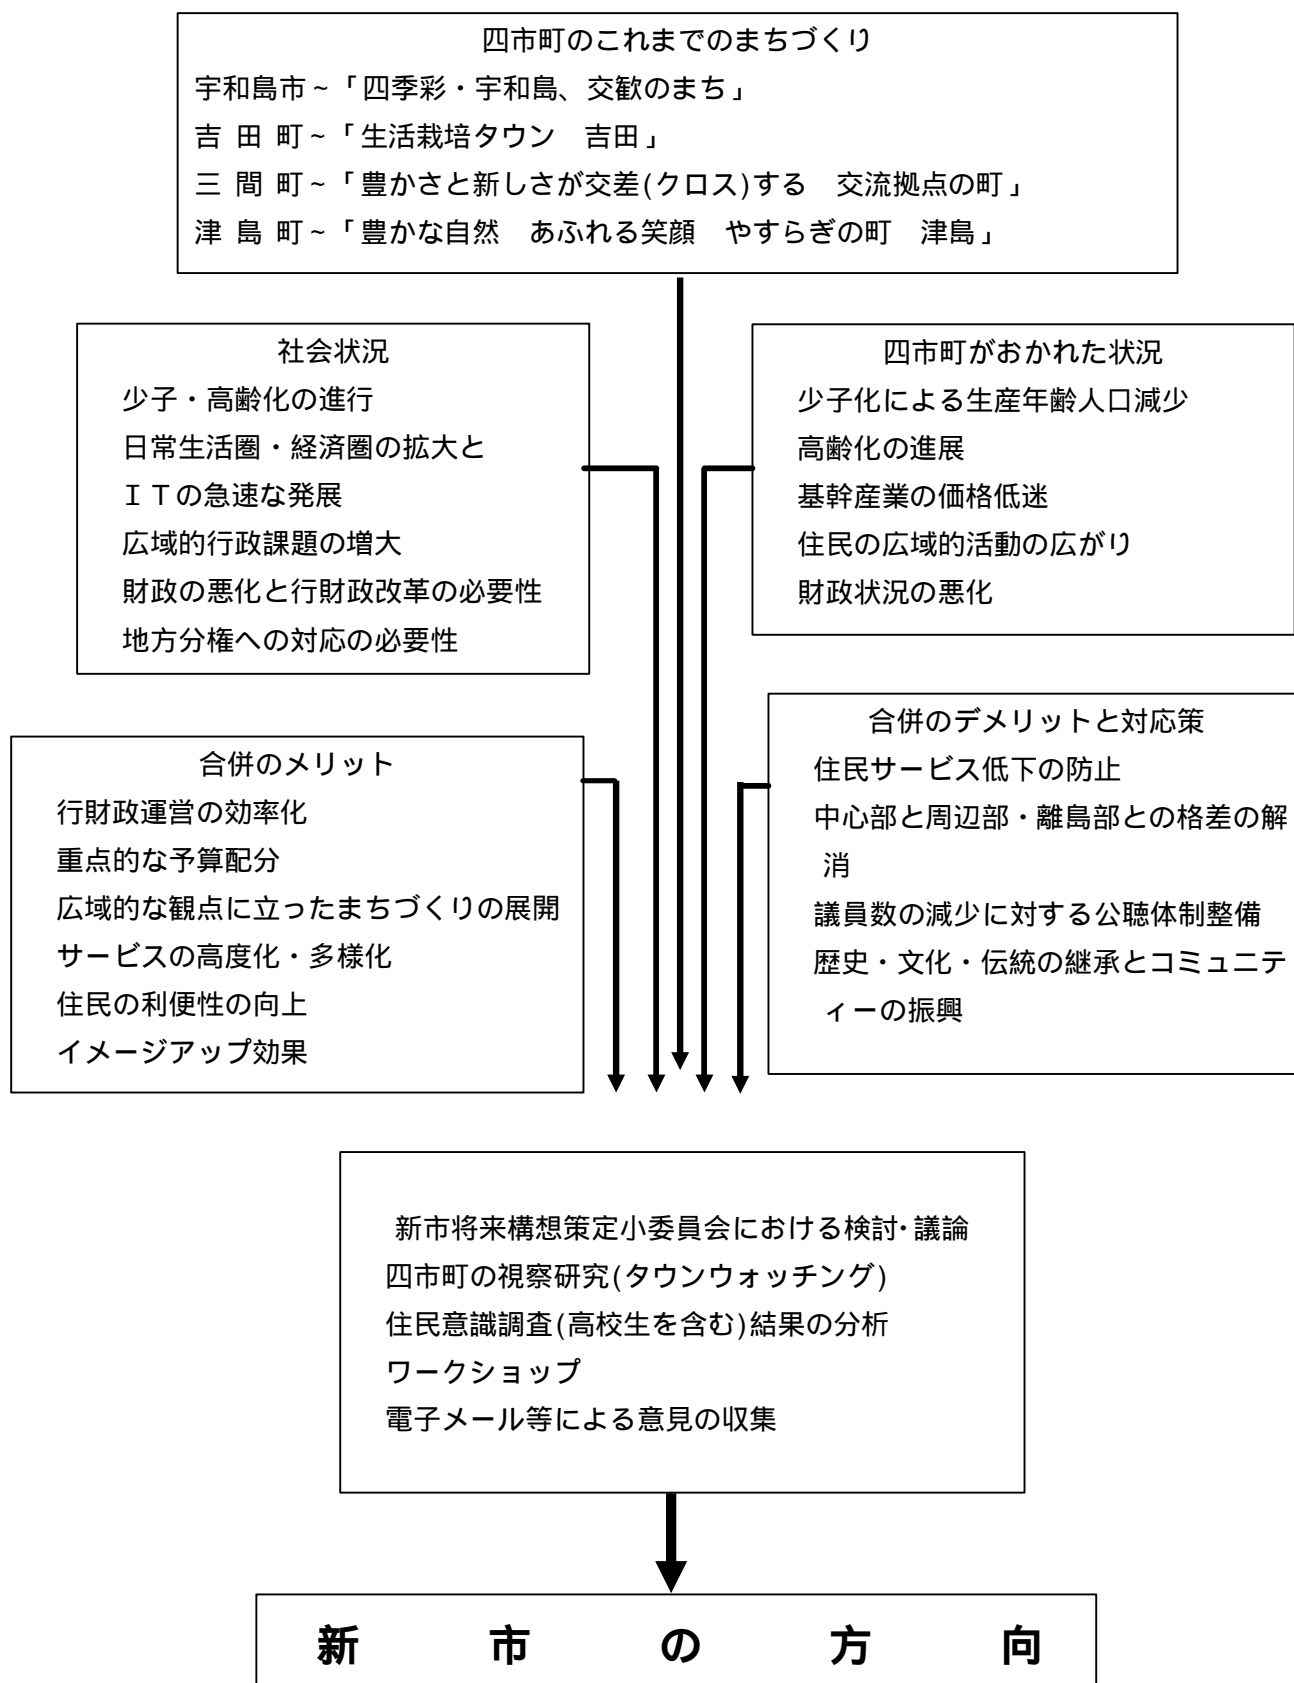 四市町のこれまでのまちづくり
宇和島市~「四季彩・宇和島、交歓のまち」
吉 田 町~「生活栽培タウン　吉田」
三 間 町~「豊かさと新しさが交差(クロス)する　交流拠点の町」
津 島 町~「豊かな自然　あふれる笑顔　やすらぎの町　津島」
社会状況
少子・高齢化の進行
日常生活圏・経済圏の拡大と
ＩＴの急速な発展
広域的行政課題の増大
財政の悪化と行財政改革の必要性
地方分権への対応の必要性
四市町がおかれた状況
少子化による生産年齢人口減少
高齢化の進展
基幹産業の価格低迷
住民の広域的活動の広がり
財政状況の悪化
合併のメリット
行財政運営の効率化
重点的な予算配分
広域的な観点に立ったまちづくりの展開
サービスの高度化・多様化
住民の利便性の向上
イメージアップ効果
合併のデメリットと対応策
住民サービス低下の防止
中心部と周辺部・離島部との格差の解
消
議員数の減少に対する公聴体制整備
歴史・文化・伝統の継承とコミュニテ
ィーの振興
新市将来構想策定小委員会における検討・議論
四市町の視察研究(タウンウォッチング)
住民意識調査(高校生を含む)結果の分析
ワークショップ
電子メール等による意見の収集
新　市　の　方　向